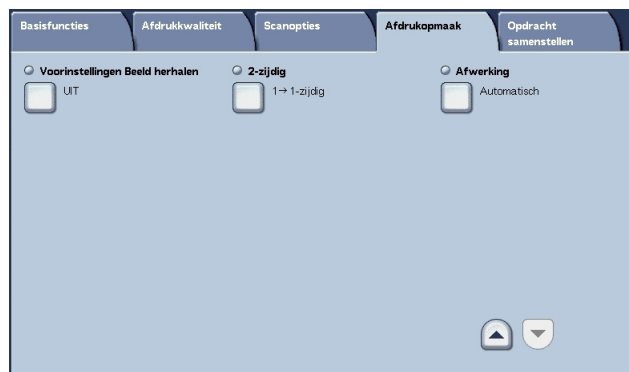 Basisfuncties
Afdrukkwaliteit
Scanopties
Afdrukopmaak
Opdracht
samenstellen
Voorinstellingen Beeld herhalen
2-zijdig
Afwerking
UIT
1→ 1-zijdig
Automatisch